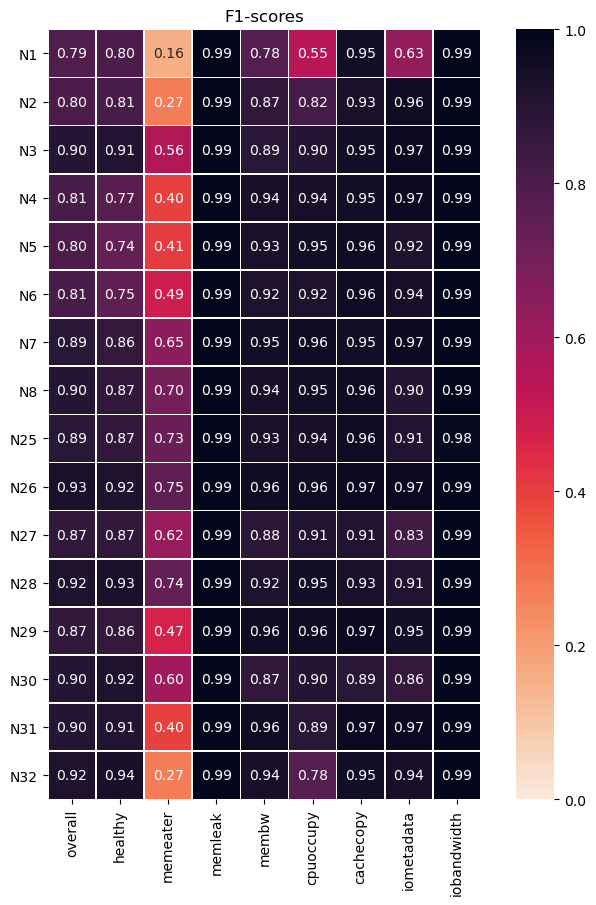 F1-scores
N1 0.79 0.80 0.16 0.99 0.78 0.55 0.95 0.63 0.99
N2 0.80 0.81 0.27 0.99 0.87 0.82 0.93 0.96 0.99
N3 0.90 0.91 0.56 0.99 0.89 0.90 0.95 0.97 0.99
N4 0.81 0.77 0.40 0.99 0.94 0.94 0.95 0.97 0.99
N5 0.80 0.74 0.41 0.99 0.93 0.95 0.96 0.92 0.99
N6 0.81 0.75 0.49 0.99 0.92 0.92 0.96 0.94 0.99
N7 0.89 0.86 0.65 0.99 0.95 0.96 0.95 0.97 0.99
N8 0.90 0.87 0.70 0.99 0.94 0.95 0.96 0.90 0.99
N25 0.89 0.87 0.73 0.99 0.93 0.94 0.96 0.91 0.98
N26 0.93 0.92 0.75 0.99 0.96 0.96 0.97 0.97 0.99
N27 0.87 0.87 0.62 0.99 0.88 0.91 0.91 0.83 0.99
N28 0.92 0.93 0.74 0.99 0.92 0.95 0.93 0.91 0.99
N29 0.87 0.86 0.47 0.99 0.96 0.96 0.97 0.95 0.99
N30 0.90 0.92 0.60 0.99 0.87 0.90 0.89 0.86 0.99
N31 0.90 0.91 0.40 0.99 0.96 0.89 0.97 0.97 0.99
N32 0.92 0.94 0.27 0.99 0.94 0.78 0.95 0.94 0.99
overall
healthy
memeater
memleak
membw
cpuoccupy
cachecopy
iometadata
iobandwidth
1.0
0.8
0.6
0.4
0.2
0.0